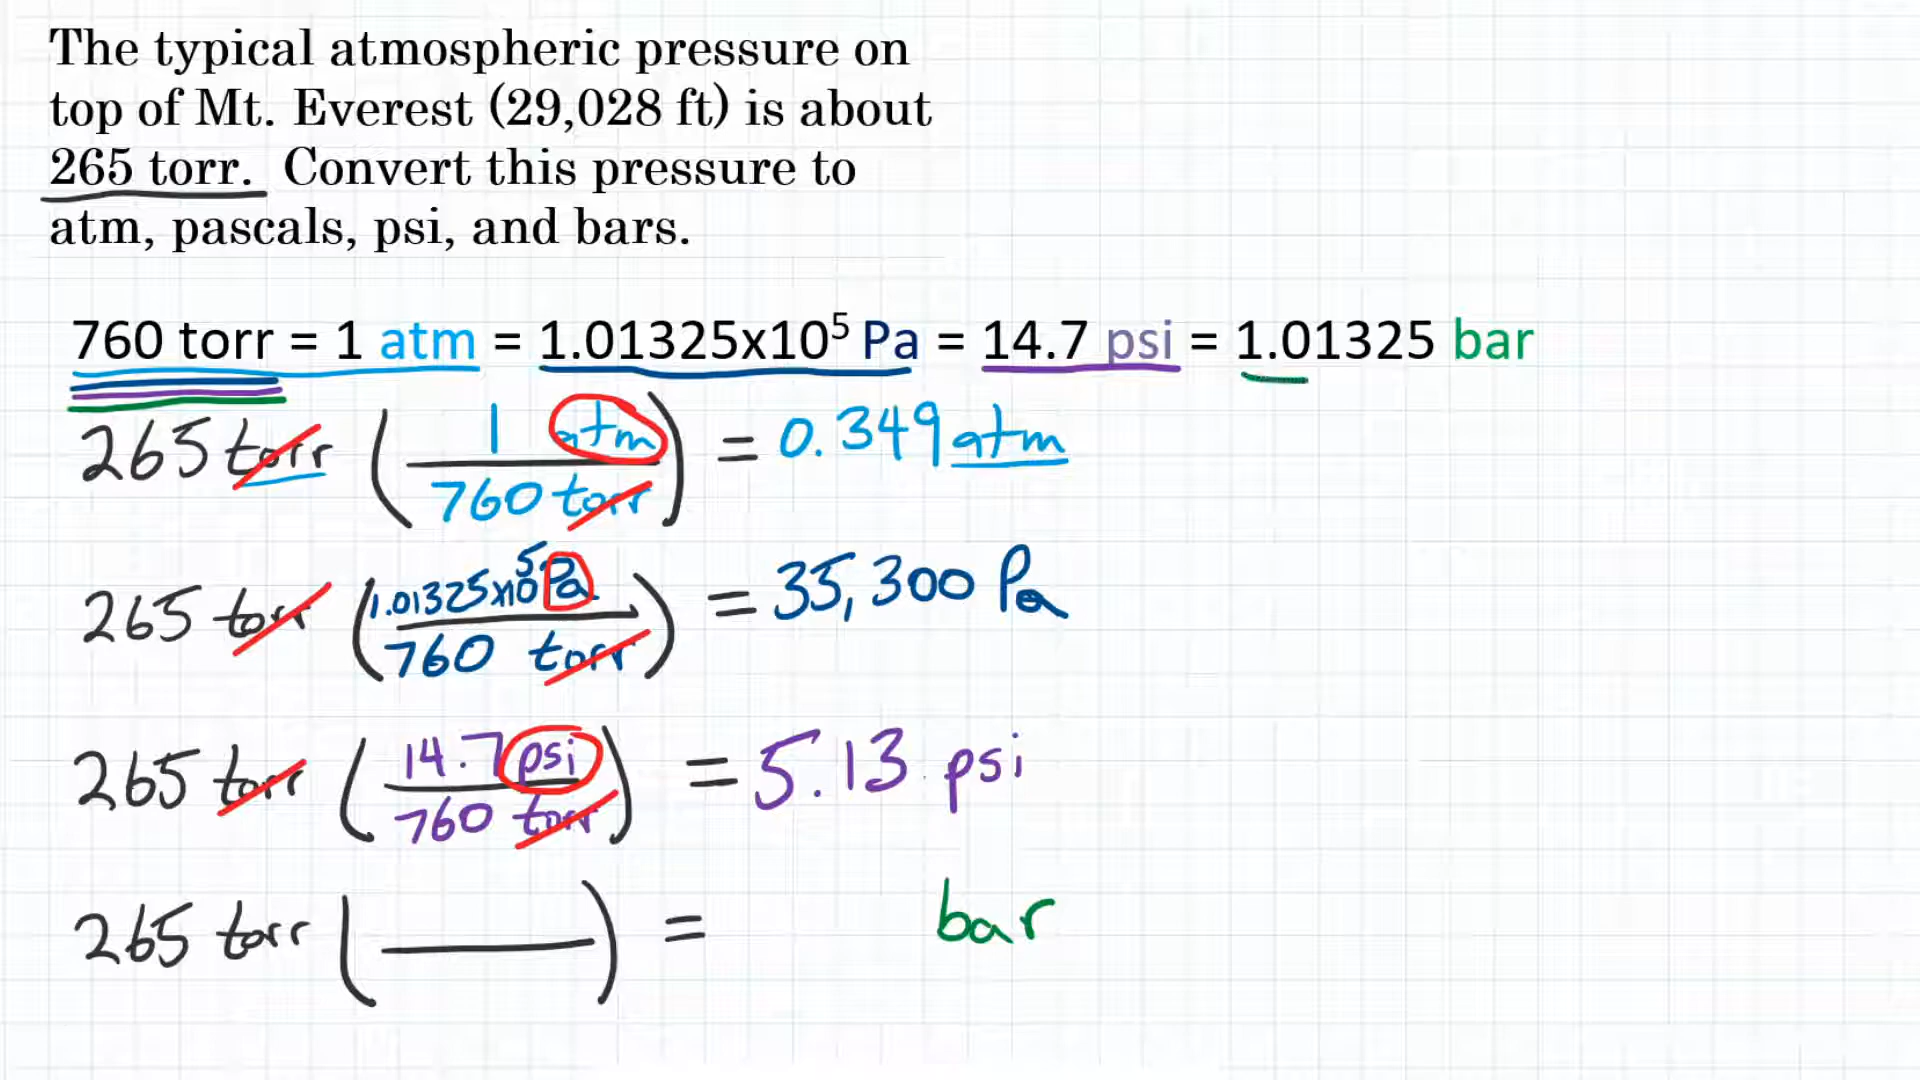 The typical atmospheric pressure on
top of Mt. Everest (29,028 ft) is about
265 torr. Convert this pressure to
atm, pascals, psi, and bars.
760 torr = 1 atm = 1.01325x10⁵ Pa = 14.7 psi = 1.01325 bar
265 torr ( 1 atm / 760 torr ) = 0.349 atm
265 torr ( 1.01325x10⁵ Pa / 760 torr ) = 35,300 Pa
265 torr ( 14.7 psi / 760 torr ) = 5.13 psi
265 torr ( ) = bar